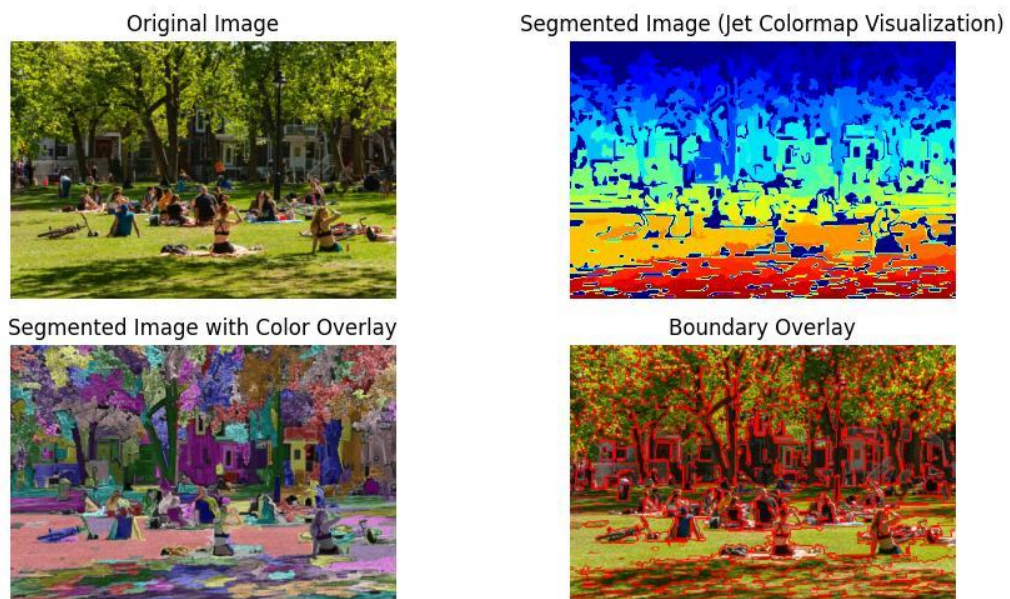 Original Image
Segmented Image (Jet Colormap Visualization)
Segmented Image with Color Overlay
Boundary Overlay